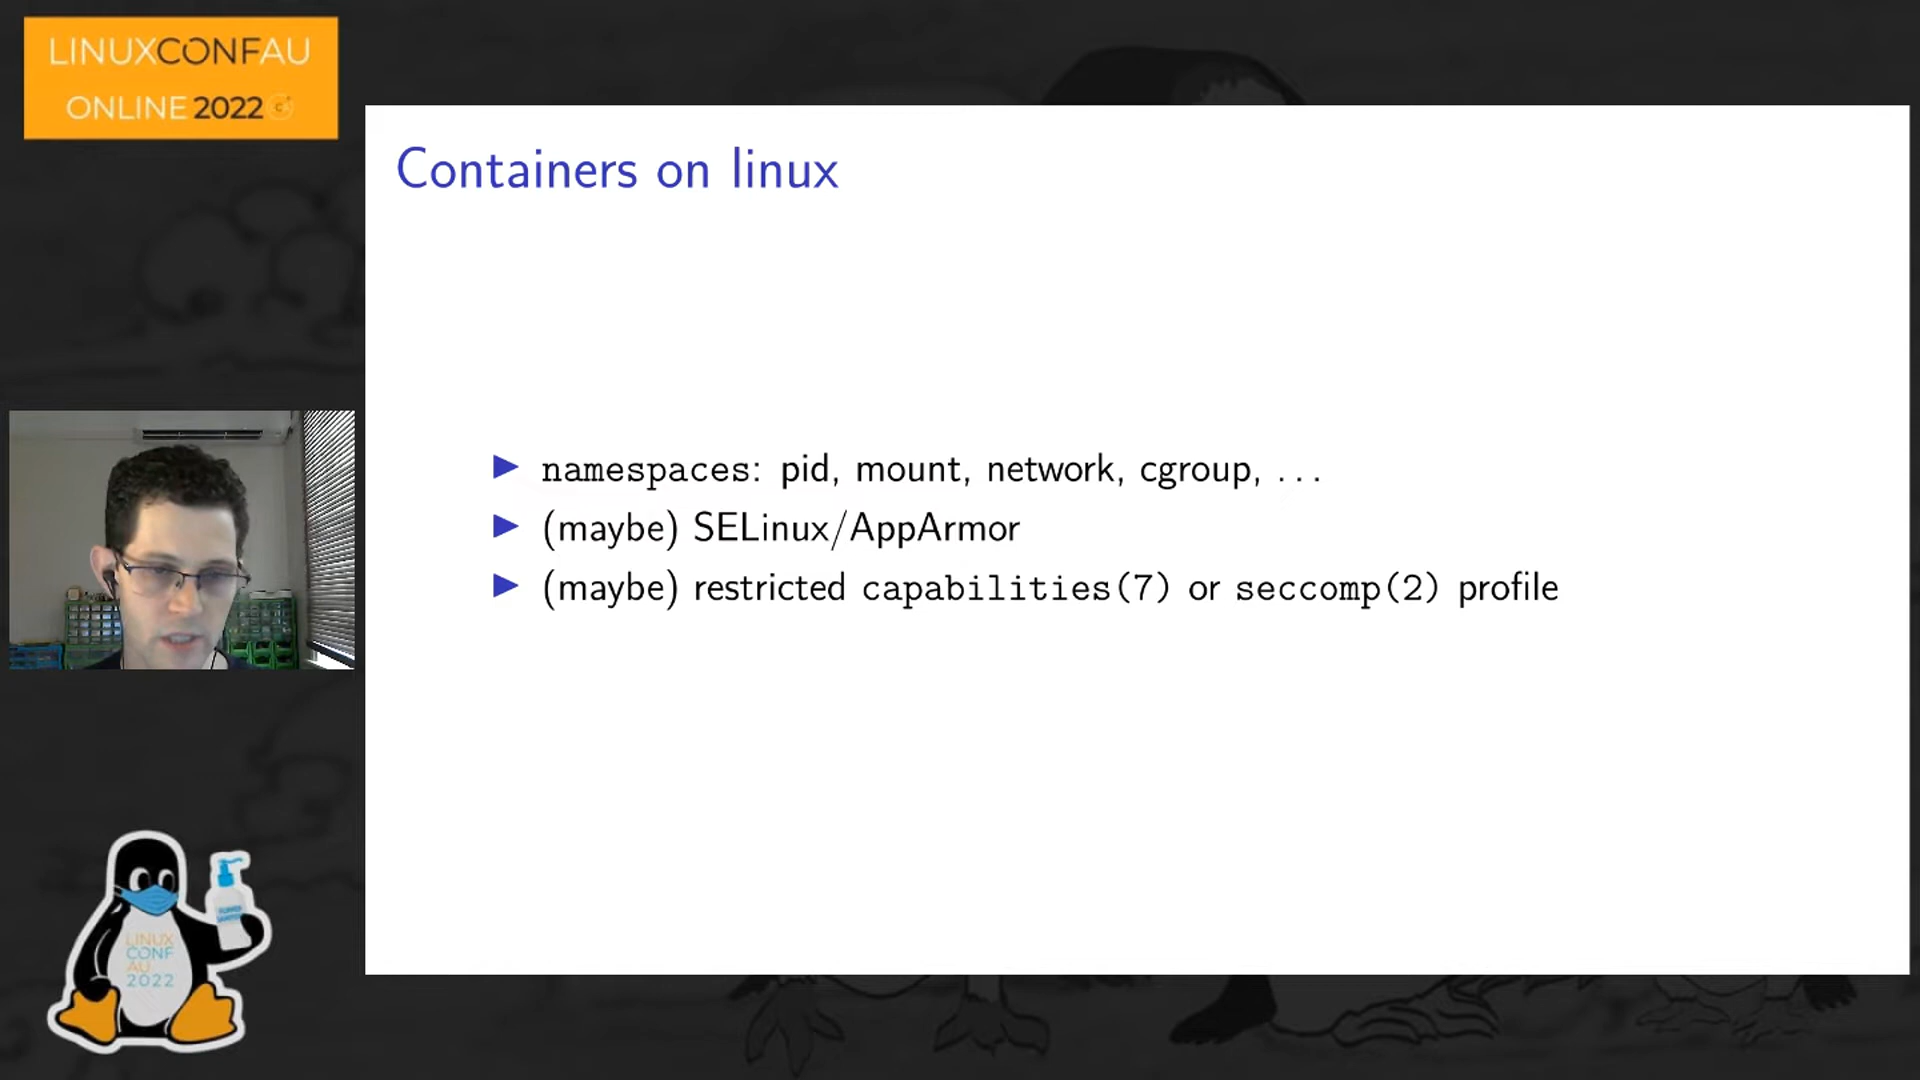 LINUXCONFAU
ONLINE 2022
Containers on linux
namespaces: pid, mount, network, cgroup, ...
(maybe) SELinux/AppArmor
(maybe) restricted capabilities(7) or seccomp(2) profile
LINUX
CONF
AU
2022